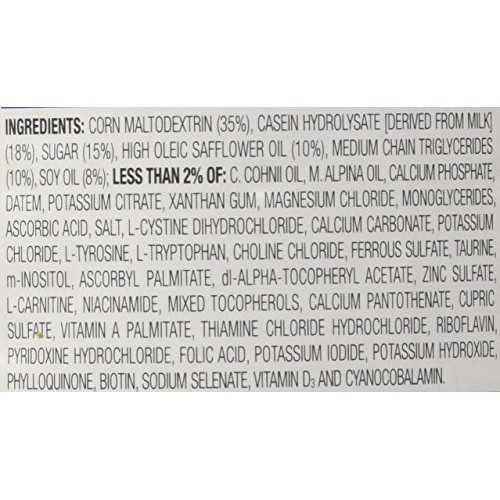 INGREDIENTS: CORN MALTODEXTRIN (35%), CASEIN HYDROLYSATE [DERIVED FROM MILK]
(18%), SUGAR (15%), HIGH OLEIC SAFFLOWER OIL (10%), MEDIUM CHAIN TRIGLYCERIDES
(10%), SOY OIL (8%); LESS THAN 2% OF: C. COHNII OIL, M. ALPINA OIL, CALCIUM PHOSPHATE,
DATEM, POTASSIUM CITRATE, XANTHAN GUM, MAGNESIUM CHLORIDE, MONOGLYCERIDES,
ASCORBIC ACID, SALT, L-CYSTINE DIHYDROCHLORIDE, CALCIUM CARBONATE, POTASSIUM
CHLORIDE, L-TYROSINE, L-TRYPTOPHAN, CHOLINE CHLORIDE, FERROUS SULFATE, TAURINE,
m-INOSITOL, ASCORBYL PALMITATE, dl-ALPHA-TOCOPHERYL ACETATE, ZINC SULFATE,
L-CARNITINE, NIACINAMIDE, MIXED TOCOPHEROLS, CALCIUM PANTOTHENATE, CUPRIC
SULFATE, VITAMIN A PALMITATE, THIAMINE CHLORIDE HYDROCHLORIDE, RIBOFLAVIN,
PYRIDOXINE HYDROCHLORIDE, FOLIC ACID, POTASSIUM IODIDE, POTASSIUM HYDROXIDE,
PHYLLOQUINONE, BIOTIN, SODIUM SELENATE, VITAMIN D3 AND CYANOCOBALAMIN.